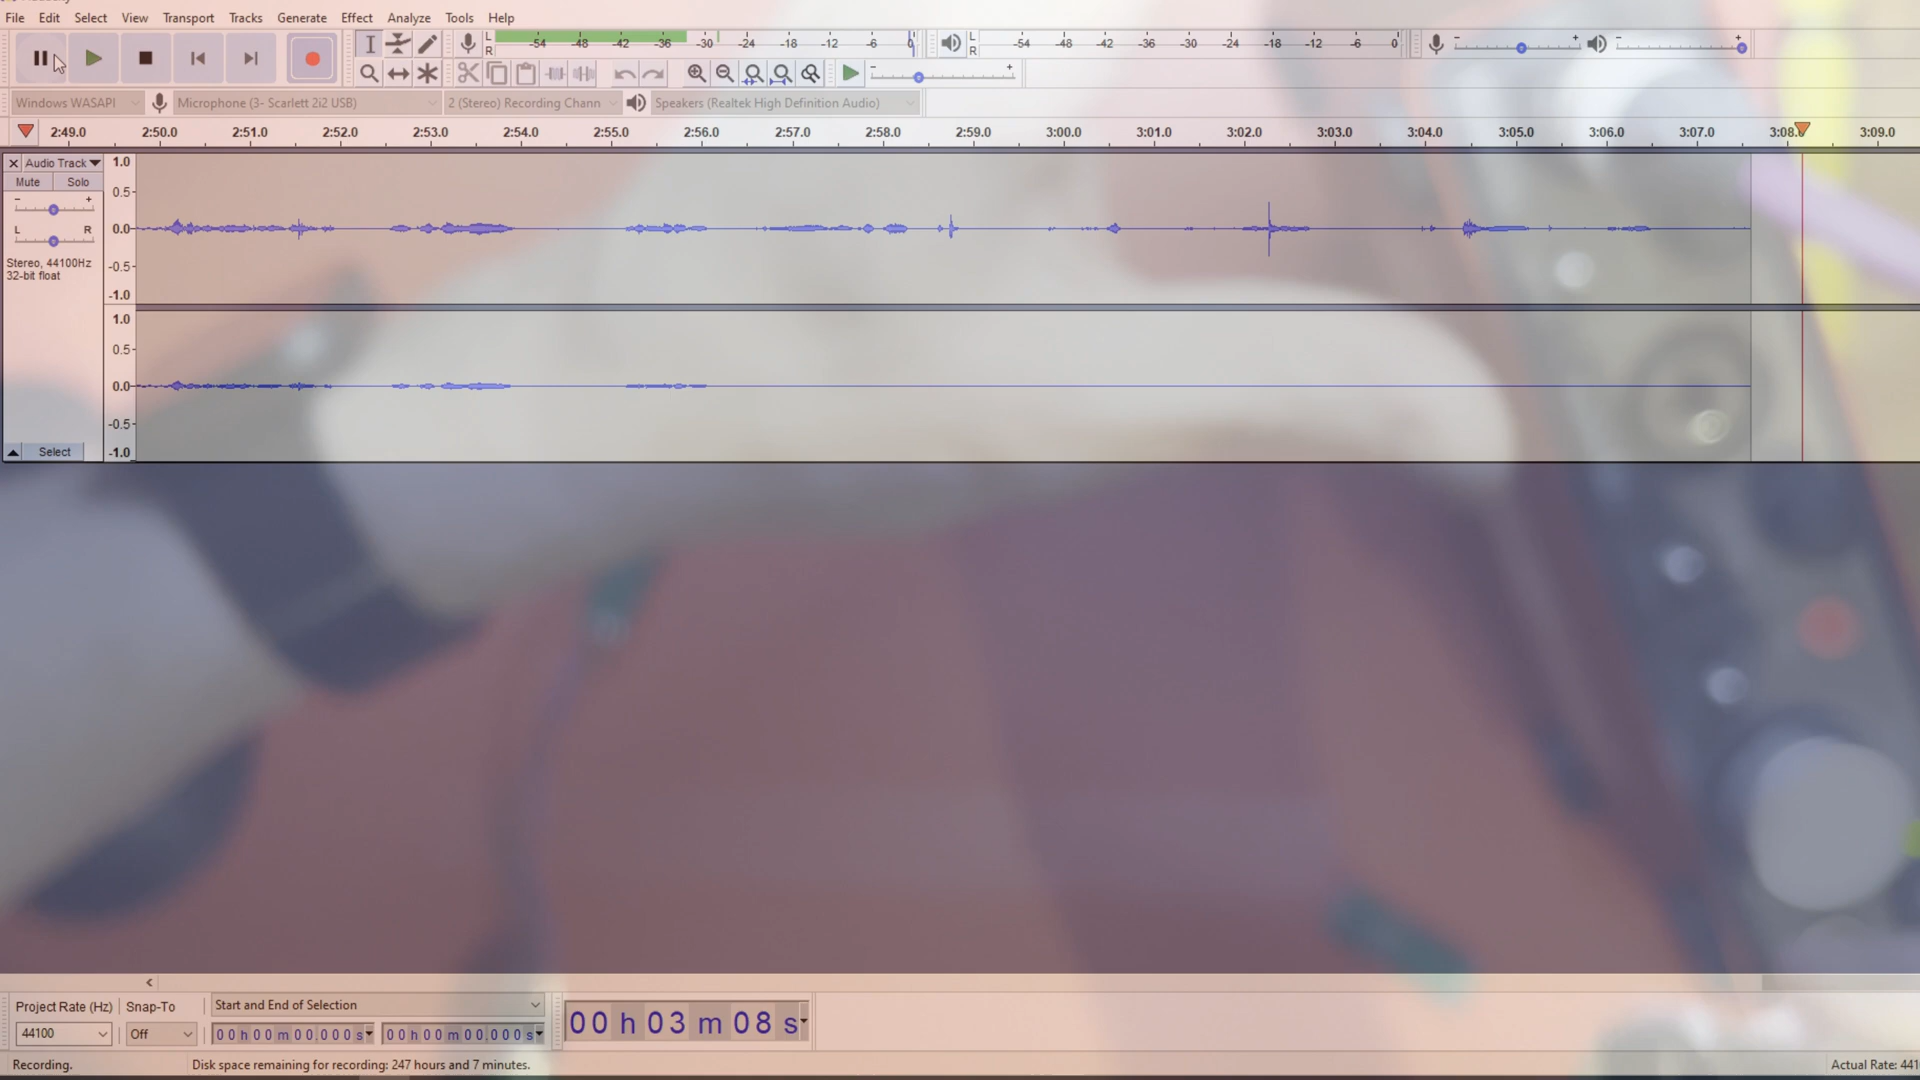 File Edit Select View Transport Tracks Generate Effect Analyze Tools Help
L R -54 -48 -42 -36 -30 -24 -18 -12 -6 0 L R -54 -48 -42 -36 -30 -24 -18 -12 -6 0 - + - +
- +
Windows WASAPI Microphone (3- Scarlett 2i2 USB) 2 (Stereo) Recording Chann Speakers (Realtek High Definition Audio)
2:49.0 2:50.0 2:51.0 2:52.0 2:53.0 2:54.0 2:55.0 2:56.0 2:57.0 2:58.0 2:59.0 3:00.0 3:01.0 3:02.0 3:03.0 3:04.0 3:05.0 3:06.0 3:07.0 3:08.0 3:09.0
Audio Track 1.0
Mute Solo
- + 0.5
L R 0.0
Stereo, 44100Hz -0.5
32-bit float
-1.0
1.0
0.5
0.0
-0.5
Select -1.0
Project Rate (Hz) Snap-To Start and End of Selection
44100 Off 00 h 00 m 00.000 s 00 h 00 m 00.000 s 00 h 03 m 08 s
Recording. Disk space remaining for recording: 247 hours and 7 minutes. Actual Rate: 441